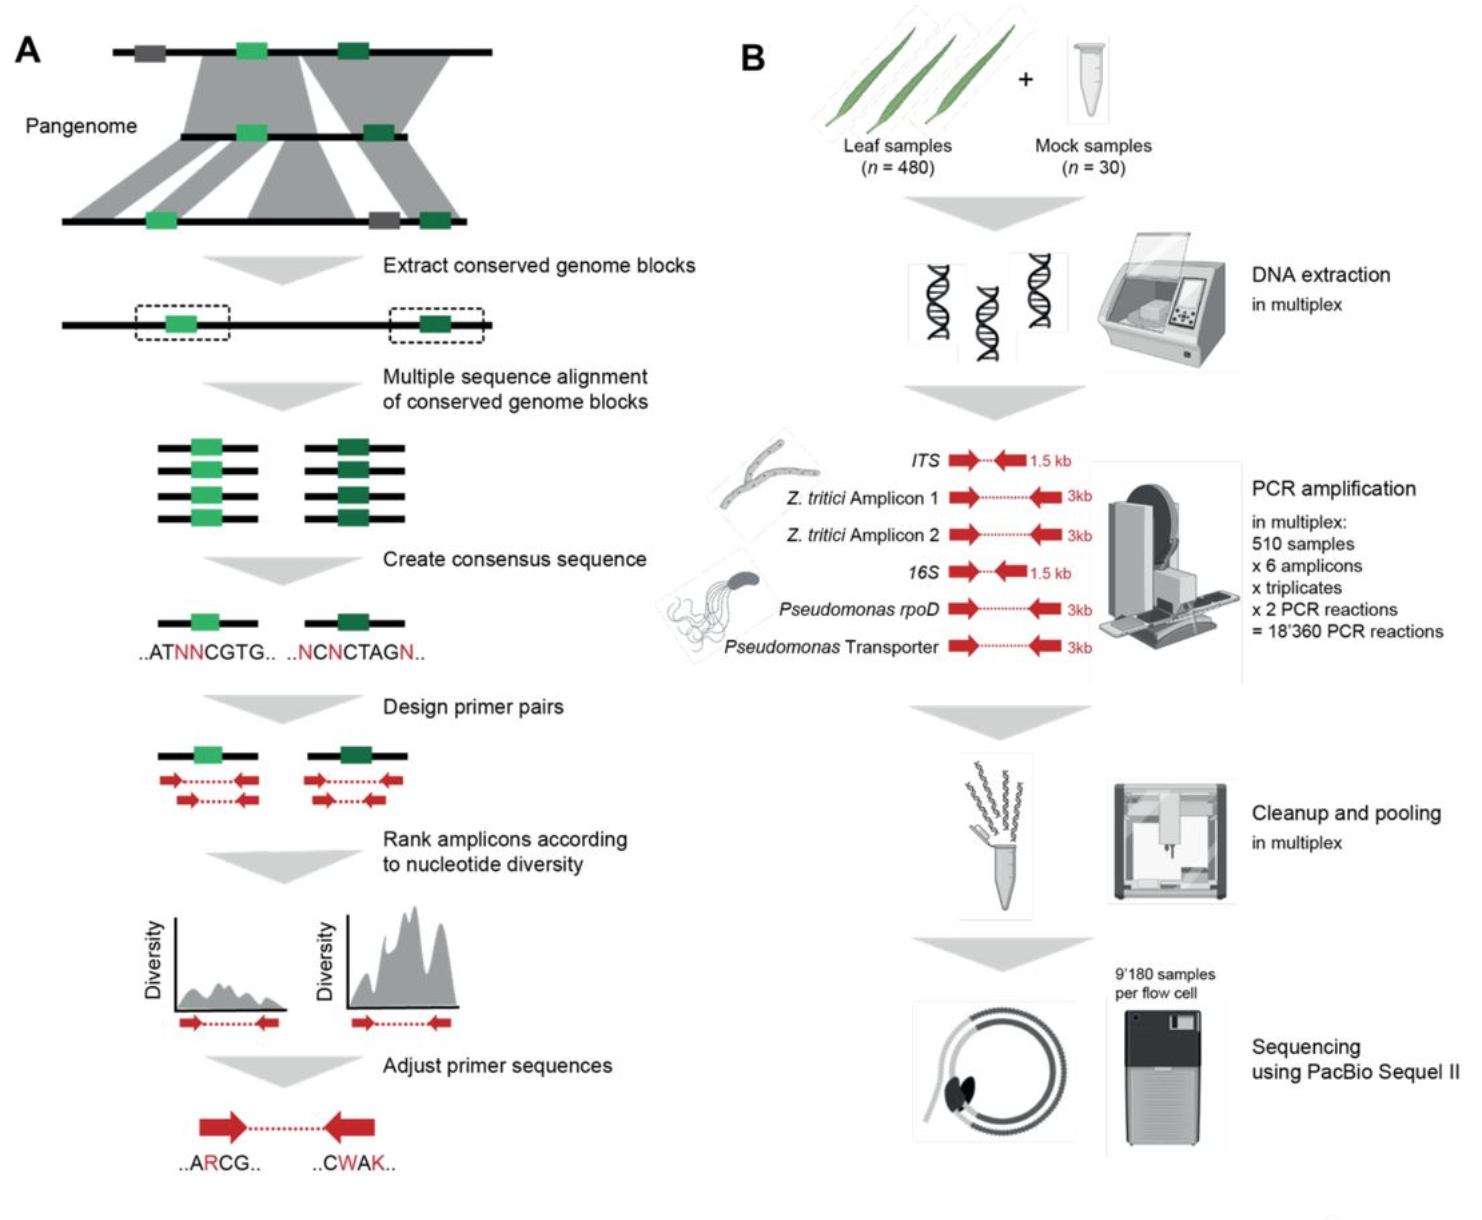 A
Pangenome
Extract conserved genome blocks
Multiple sequence alignment
of conserved genome blocks
Create consensus sequence
..ATNNCGTG.. ..NCNCTAGN..
Design primer pairs
Rank amplicons according
to nucleotide diversity
Diversity
Diversity
Adjust primer sequences
..ARCG.. ..CWAK..
B
+
Leaf samples
(n = 480)
Mock samples
(n = 30)
DNA extraction
in multiplex
ITS 1.5 kb
Z. tritici Amplicon 1 3kb
Z. tritici Amplicon 2 3kb
16S 1.5 kb
Pseudomonas rpoD 3kb
Pseudomonas Transporter 3kb
PCR amplification
in multiplex:
510 samples
x 6 amplicons
x triplicates
x 2 PCR reactions
= 18'360 PCR reactions
Cleanup and pooling
in multiplex
9'180 samples
per flow cell
Sequencing
using PacBio Sequel II